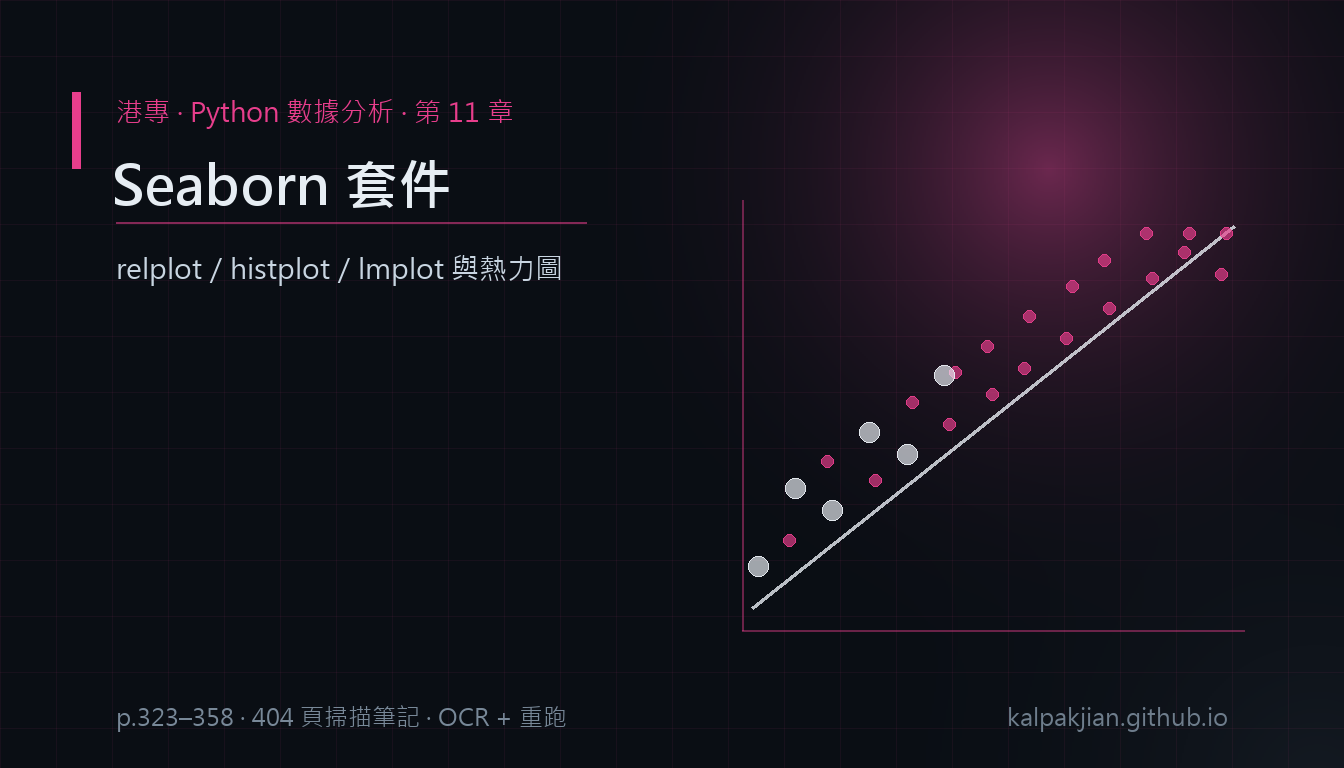 港專 · Python 數據分析 · 第 11 章
Seaborn 套件
relplot / histplot / lmplot 與熱力圖
p.323–358 · 404 頁掃描筆記 · OCR + 重跑
kalpakjian.github.io